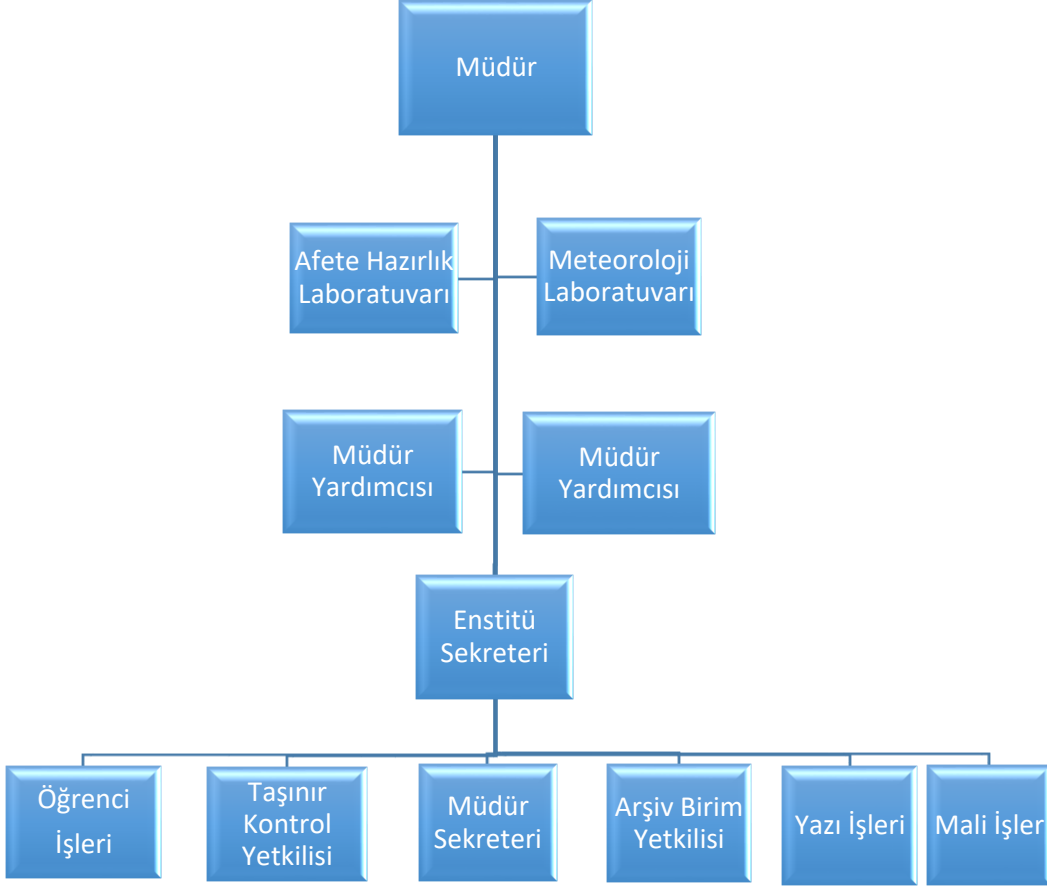 Müdür
Afete Hazırlık
Laboratuvarı
Meteoroloji
Laboratuvarı
Müdür
Yardımcısı
Müdür
Yardımcısı
Enstitü
Sekreteri
Öğrenci
İşleri
Taşınır
Kontrol
Yetkilisi
Müdür
Sekreteri
Arşiv Birim
Yetkilisi
Yazı İşleri
Mali İşler